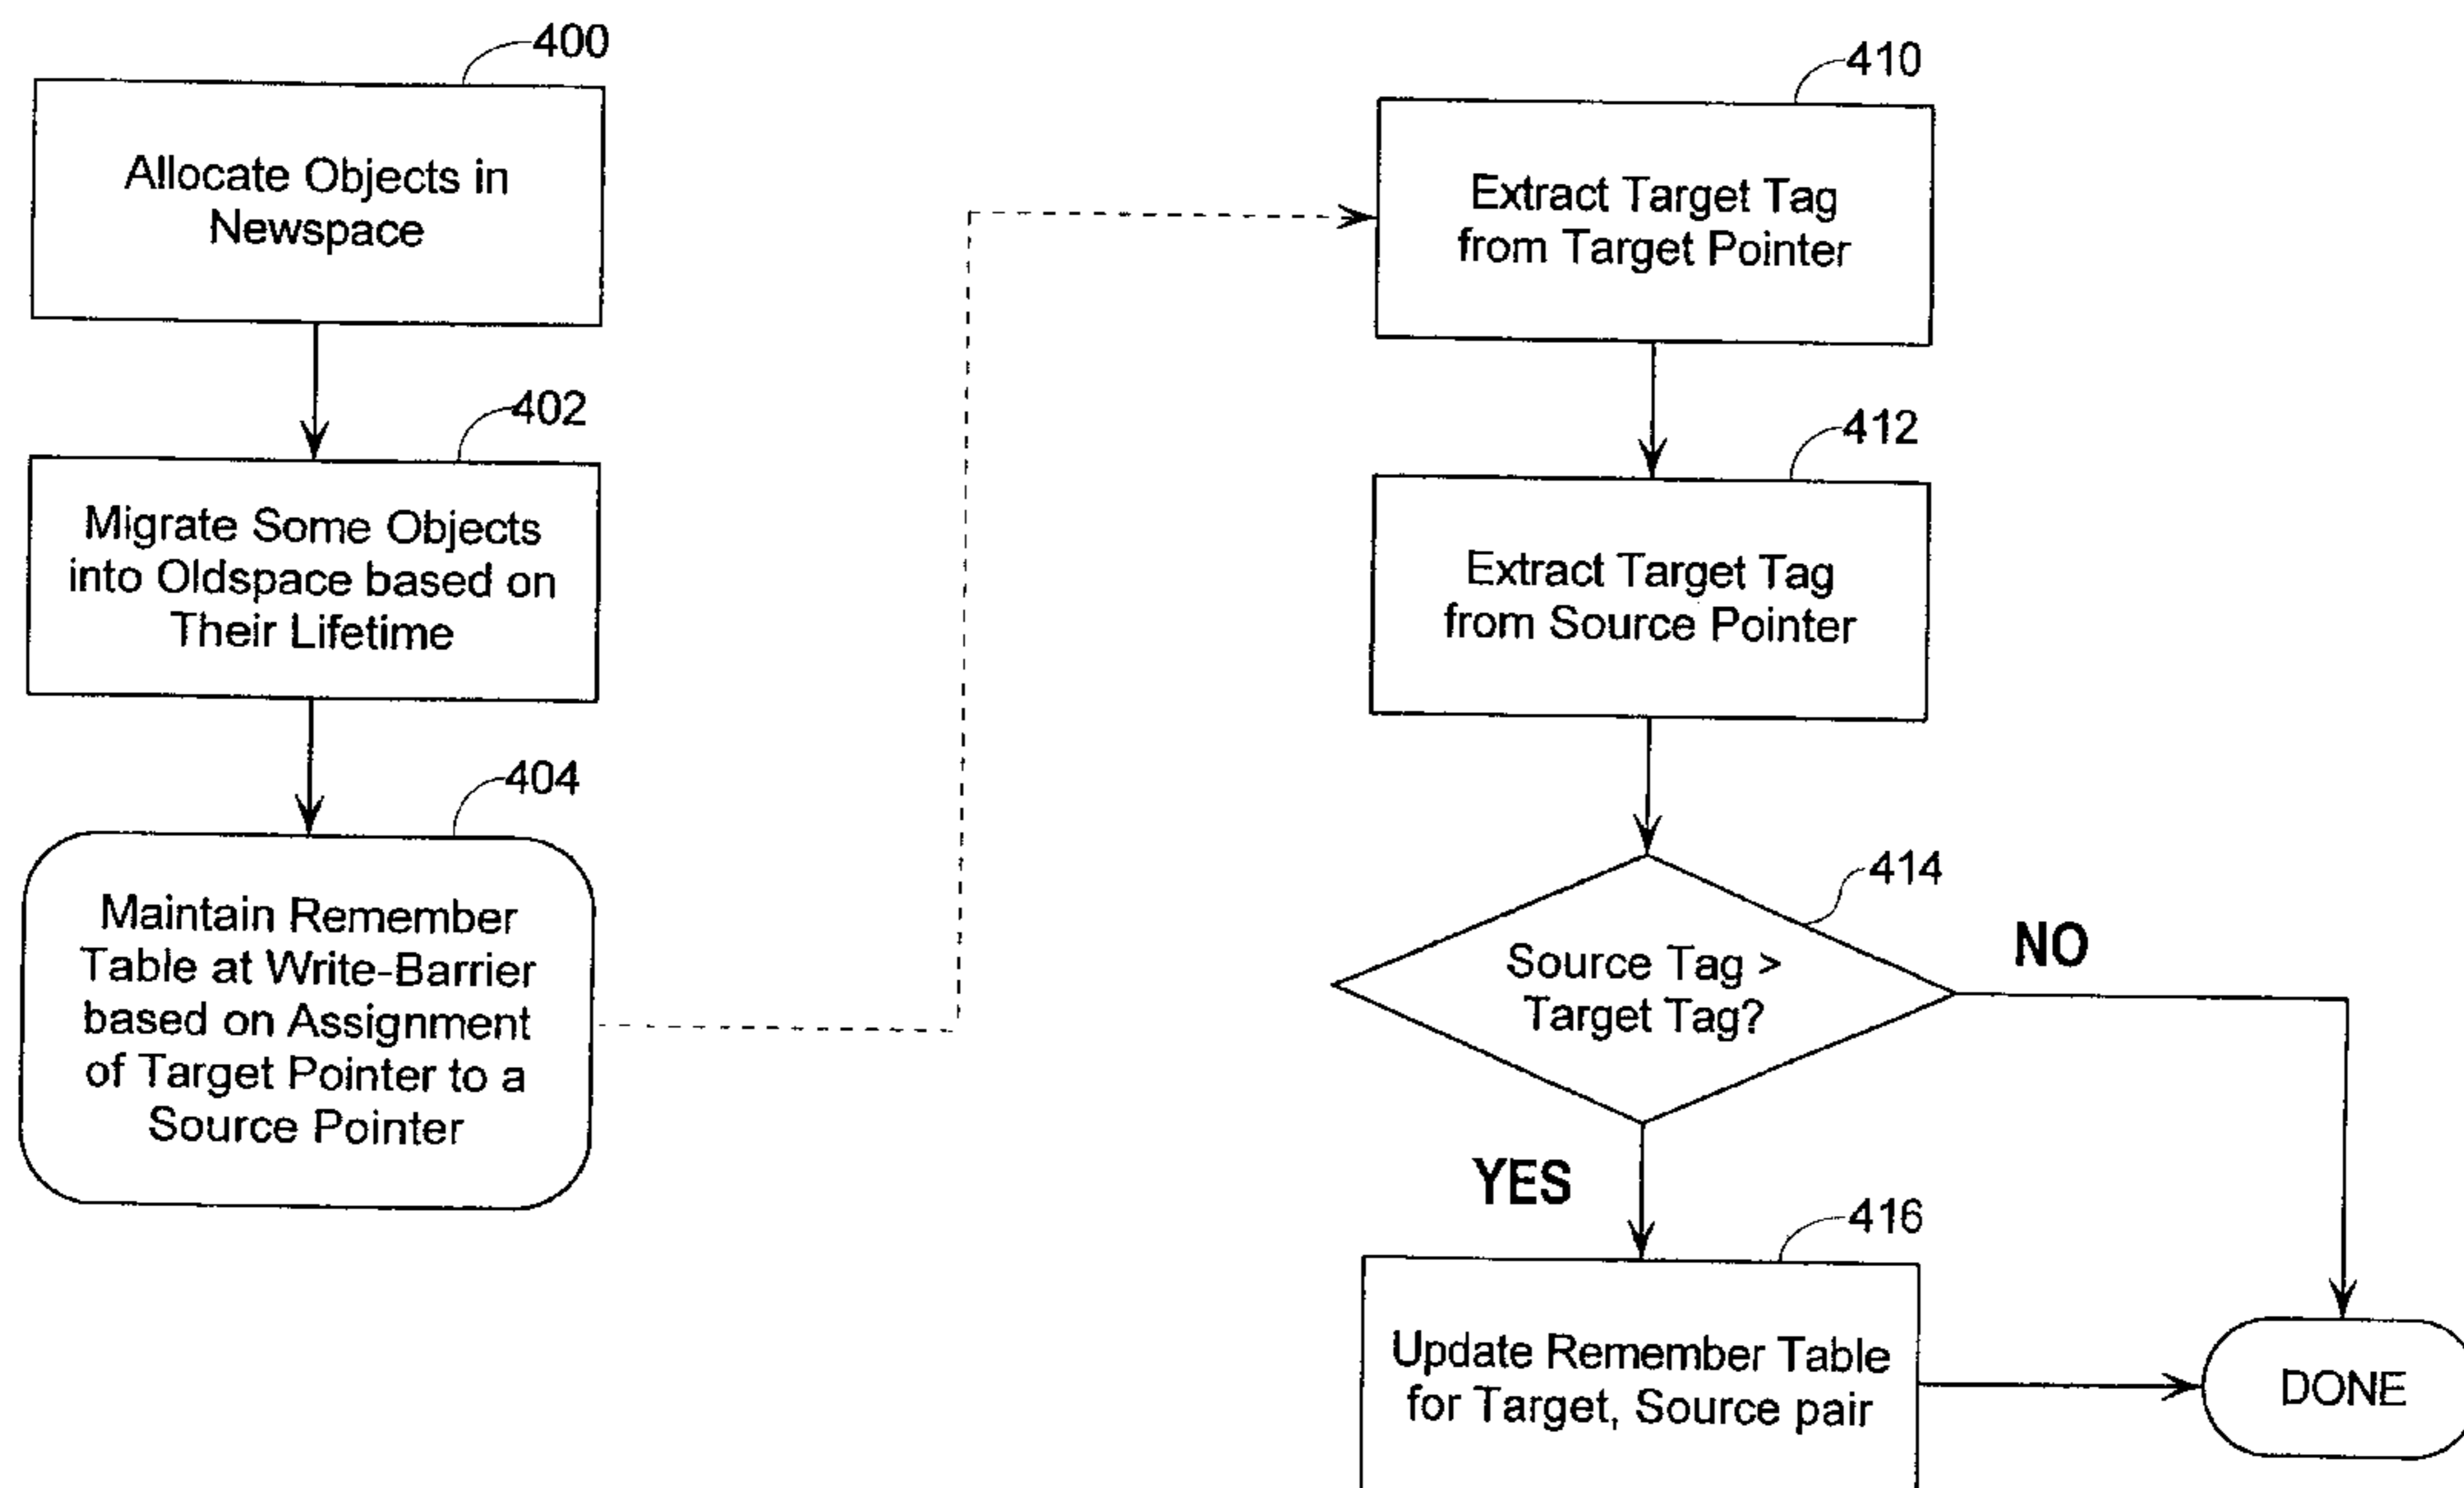 400
Allocate Objects in
Newspace
402
Migrate Some Objects
into Oldspace based on
Their Lifetime
404
Maintain Remember
Table at Write-Barrier
based on Assignment
of Target Pointer to a
Source Pointer
410
Extract Target Tag
from Target Pointer
412
Extract Target Tag
from Source Pointer
414
Source Tag >
Target Tag?
NO
YES
416
Update Remember Table
for Target, Source pair
DONE